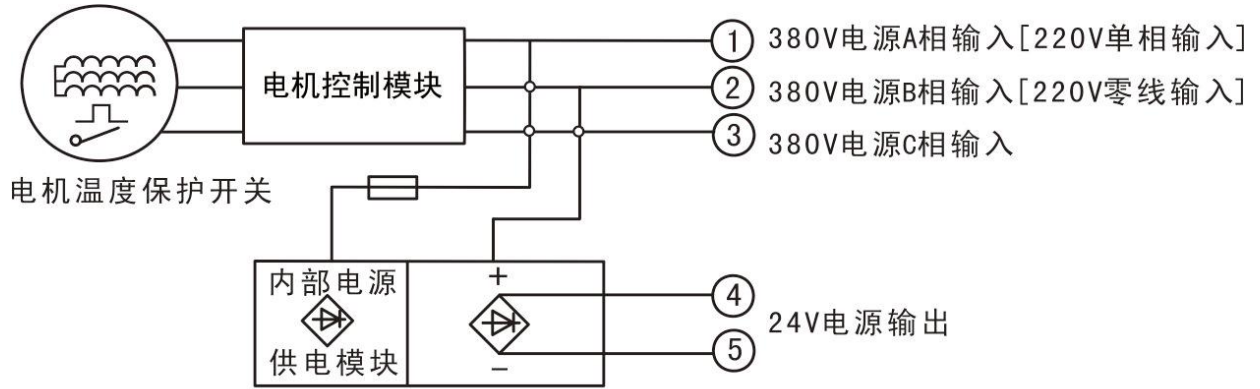 ① 380V电源A相输入[220V单相输入]
电机控制模块
② 380V电源B相输入[220V零线输入]
③ 380V电源C相输入
电机温度保护开关
内部电源
供电模块
+
-
④
24V电源输出
⑤